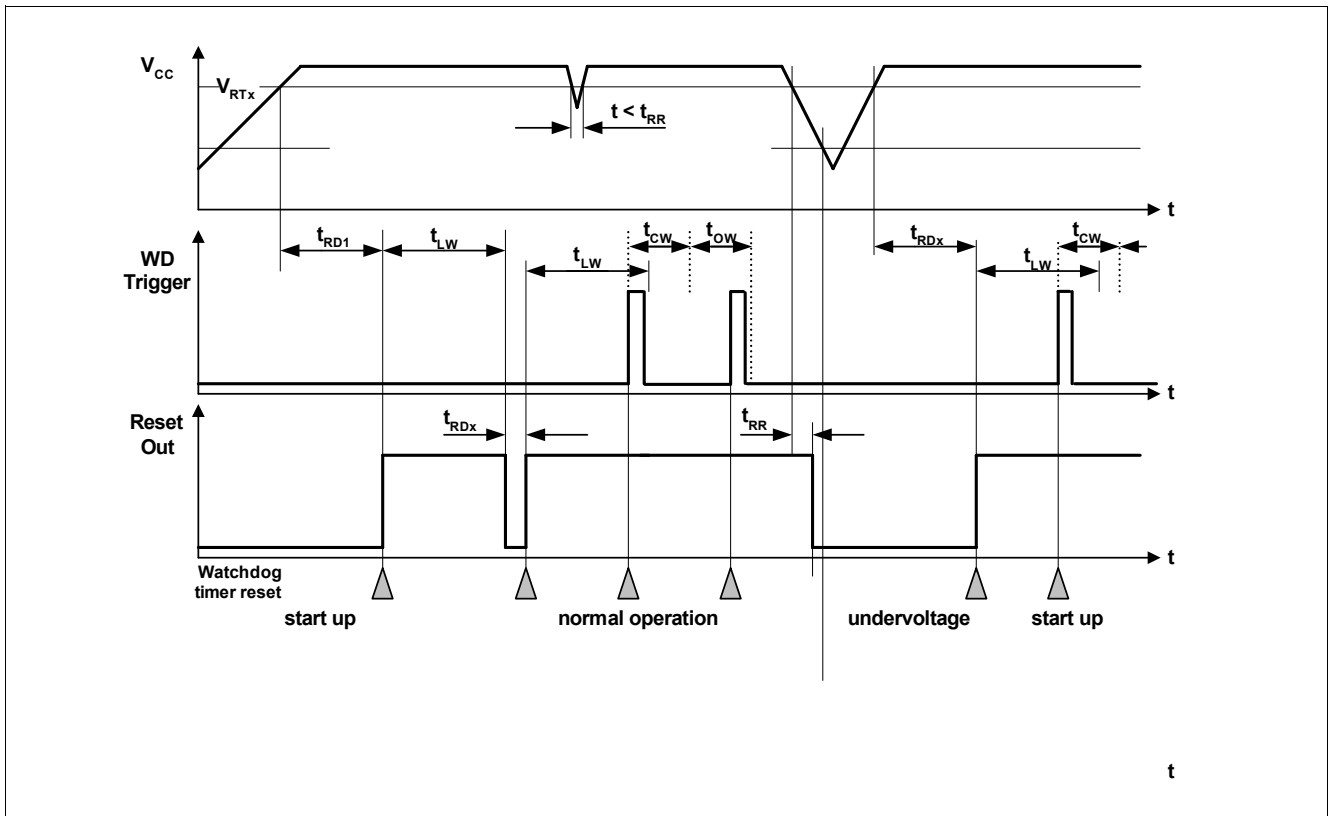 VCC
VRTx
t < tRR
t
tRD1
tLW
tLW
tCW
tOW
tRDx
tLW
tCW
WD
Trigger
t
Reset
Out
tRDx
tRR
t
Watchdog
timer reset
start up
normal operation
undervoltage
start up
t